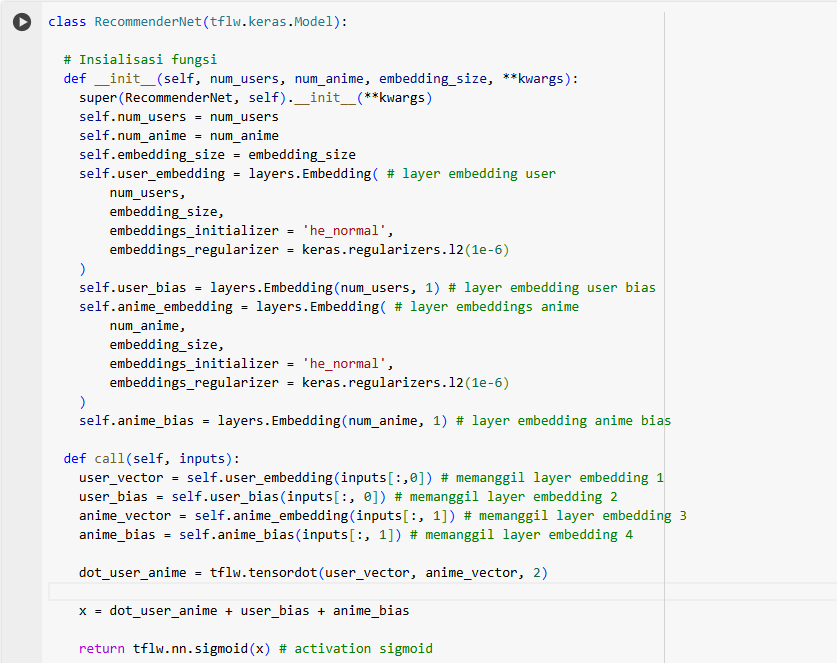 class RecommenderNet(tflw.keras.Model):
# Insialisasi fungsi
def __init__(self, num_users, num_anime, embedding_size, **kwargs):
super(RecommenderNet, self).__init__(**kwargs)
self.num_users = num_users
self.num_anime = num_anime
self.embedding_size = embedding_size
self.user_embedding = layers.Embedding( # layer embedding user
num_users,
embedding_size,
embeddings_initializer = 'he_normal',
embeddings_regularizer = keras.regularizers.l2(1e-6)
)
self.user_bias = layers.Embedding(num_users, 1) # layer embedding user bias
self.anime_embedding = layers.Embedding( # layer embeddings anime
num_anime,
embedding_size,
embeddings_initializer = 'he_normal',
embeddings_regularizer = keras.regularizers.l2(1e-6)
)
self.anime_bias = layers.Embedding(num_anime, 1) # layer embedding anime bias
def call(self, inputs):
user_vector = self.user_embedding(inputs[:,0]) # memanggil layer embedding 1
user_bias = self.user_bias(inputs[:, 0]) # memanggil layer embedding 2
anime_vector = self.anime_embedding(inputs[:, 1]) # memanggil layer embedding 3
anime_bias = self.anime_bias(inputs[:, 1]) # memanggil layer embedding 4
dot_user_anime = tflw.tensordot(user_vector, anime_vector, 2)
x = dot_user_anime + user_bias + anime_bias
return tflw.nn.sigmoid(x) # activation sigmoid